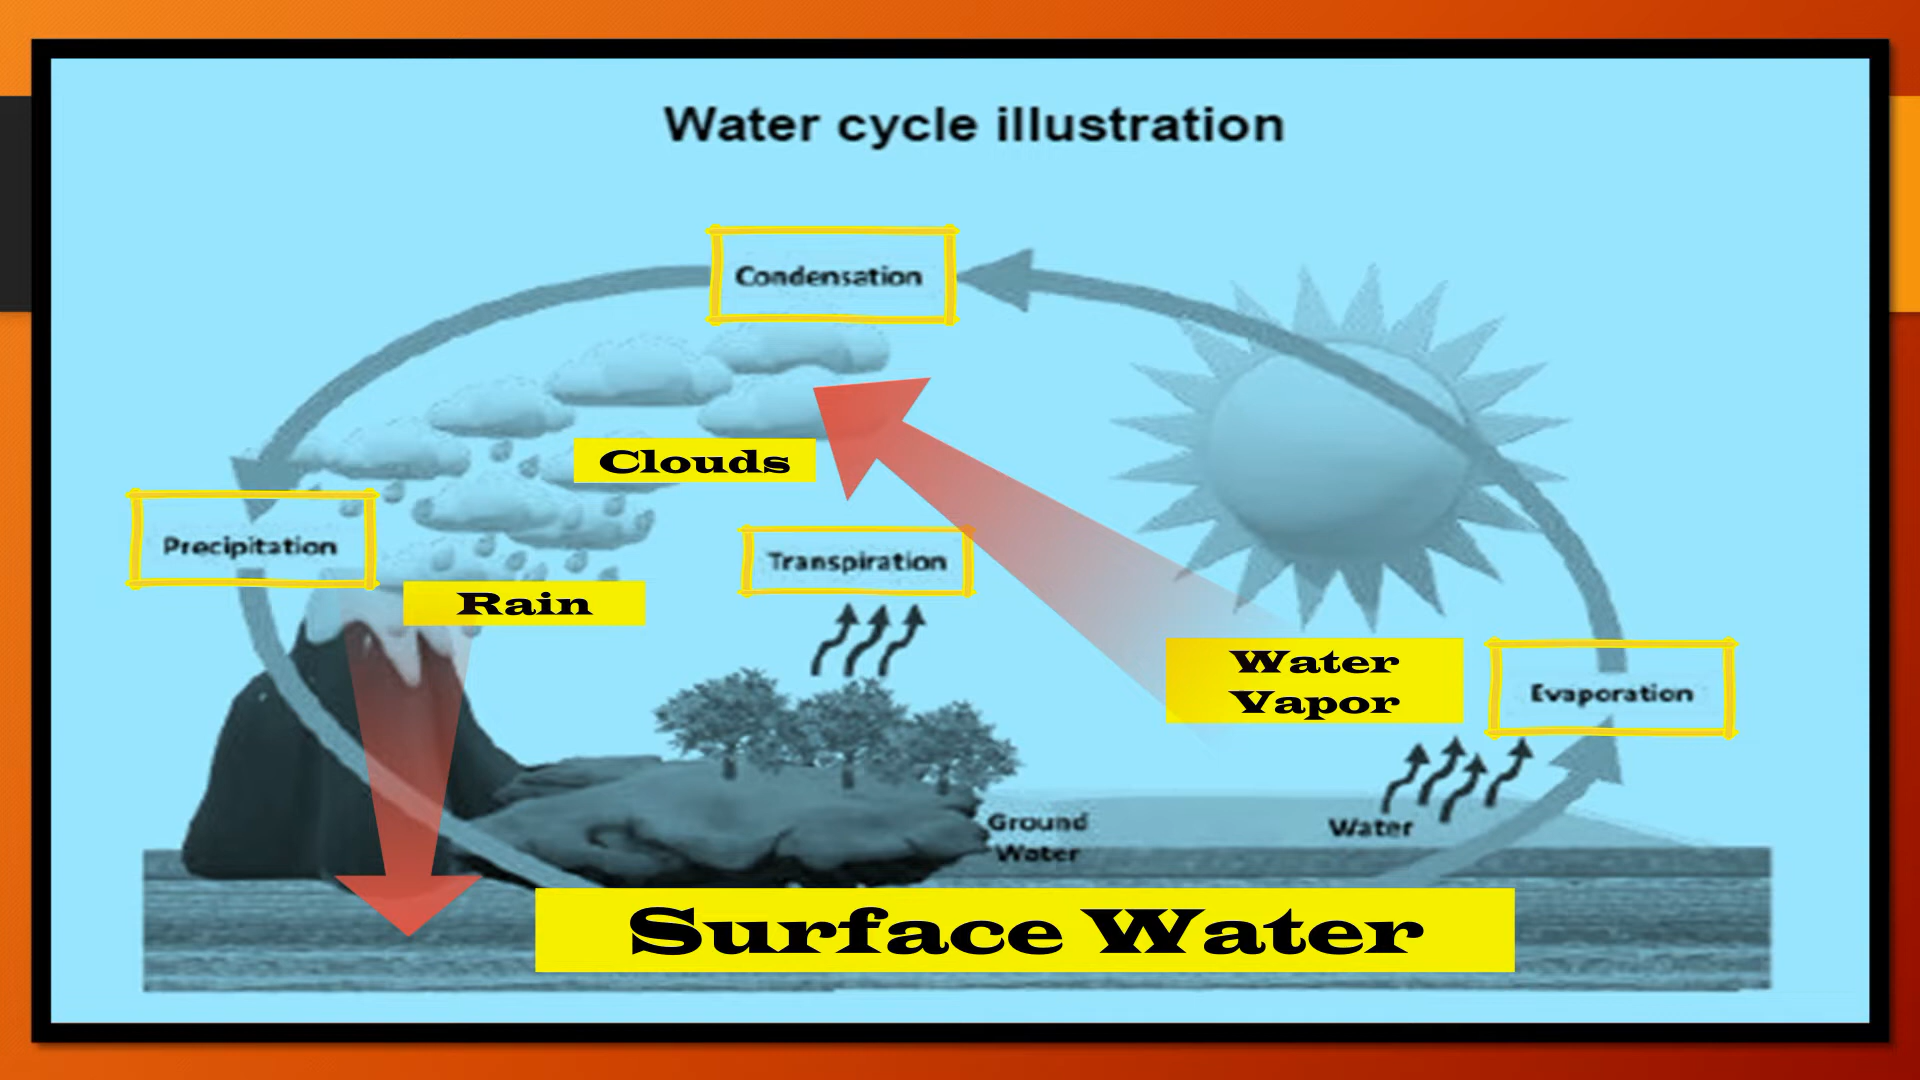 Water cycle illustration
Condensation
Clouds
Precipitation
Transpiration
Rain
Water
Vapor
Evaporation
Ground
Water
Water
Surface Water